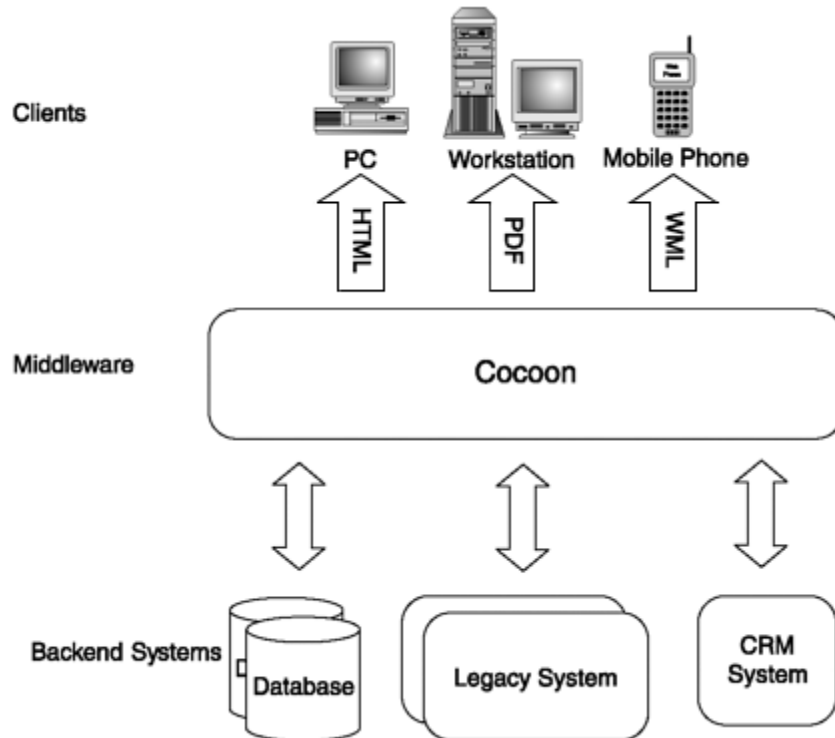 Clients
PC
Workstation
Mobile Phone
HTML
PDF
WML
Middleware
Cocoon
Backend Systems
Database
Legacy System
CRM
System